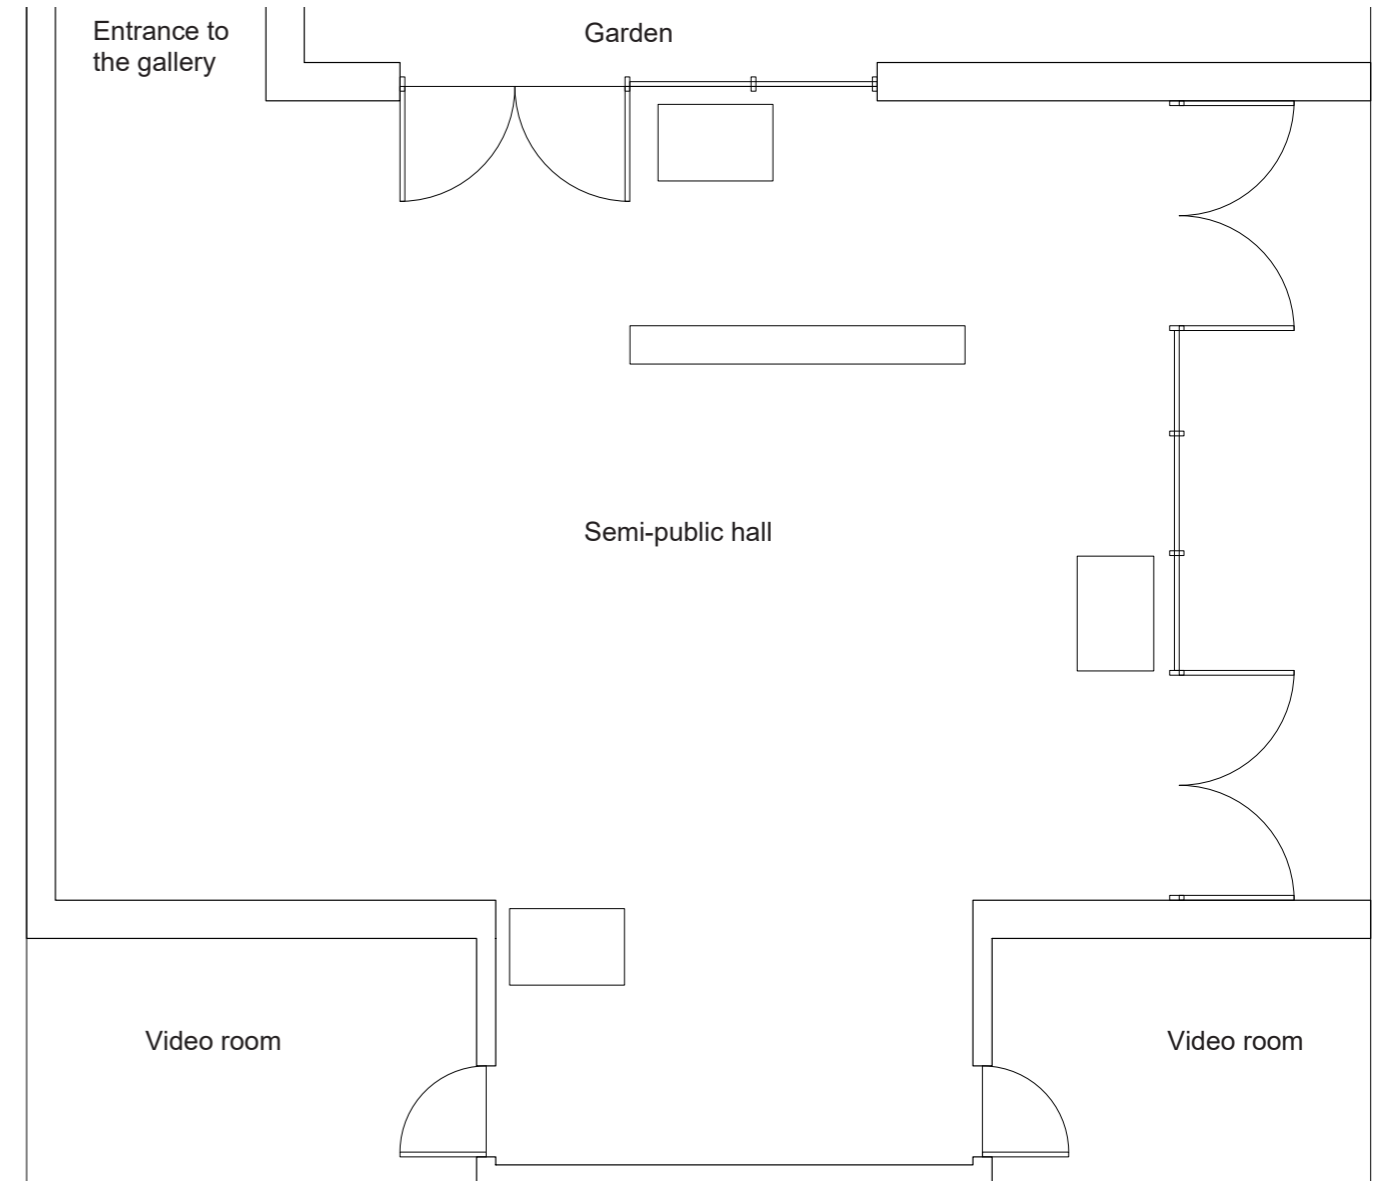 Entrance to
the gallery
Garden
Semi-public hall
Video room
Video room